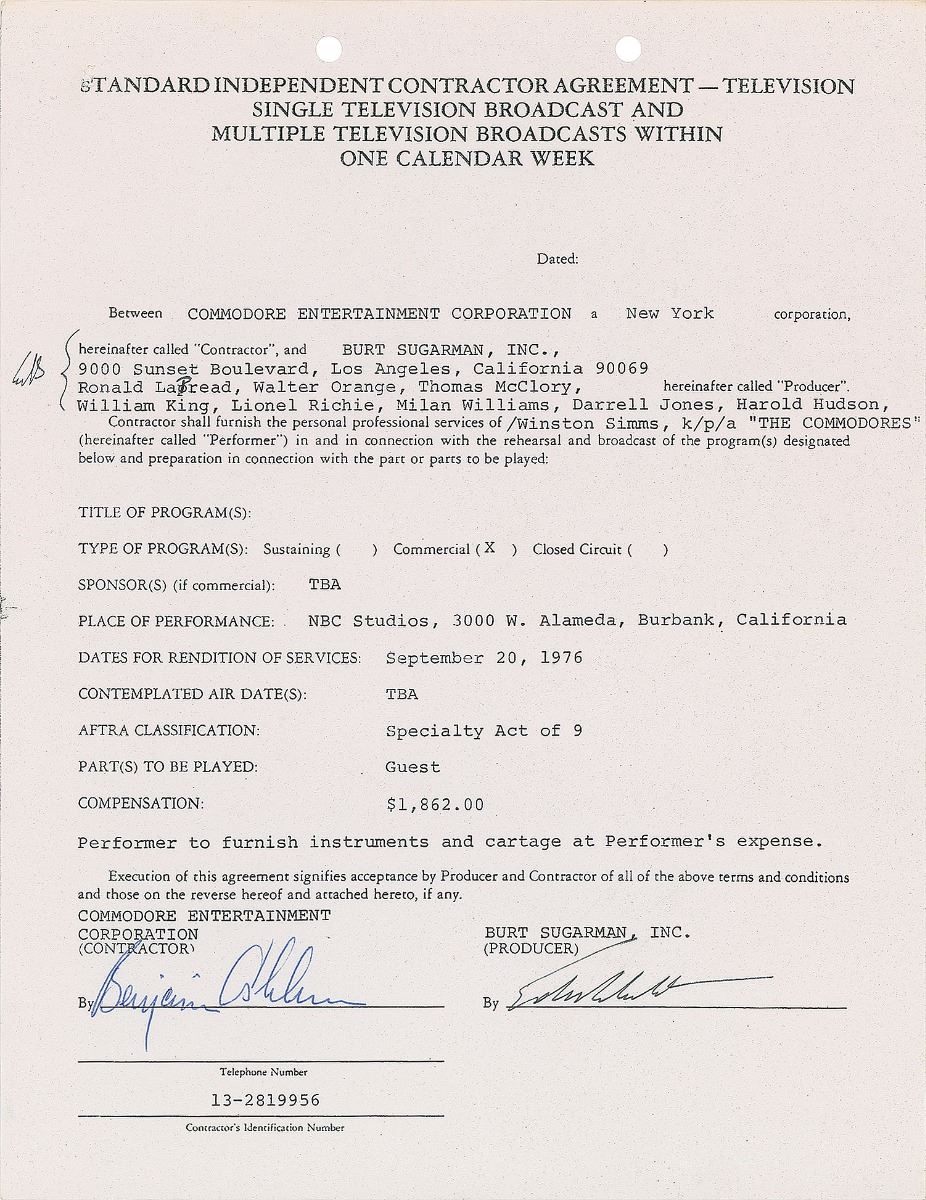 STANDARD INDEPENDENT CONTRACTOR AGREEMENT — TELEVISION
SINGLE TELEVISION BROADCAST AND
MULTIPLE TELEVISION BROADCASTS WITHIN
ONE CALENDAR WEEK
Dated:
Between COMMODORE ENTERTAINMENT CORPORATION a New York corporation,
hereinafter called "Contractor", and BURT SUGARMAN, INC.,
9000 Sunset Boulevard, Los Angeles, California 90069
Ronald LaPread, Walter Orange, Thomas McClory, hereinafter called "Producer".
William King, Lionel Richie, Milan Williams, Darrell Jones, Harold Hudson,
Contractor shall furnish the personal professional services of /Winston Simms, k/p/a "THE COMMODORES"
(hereinafter called "Performer") in and in connection with the rehearsal and broadcast of the program(s) designated
below and preparation in connection with the part or parts to be played:
TITLE OF PROGRAM(S):
TYPE OF PROGRAM(S): Sustaining ( ) Commercial ( X ) Closed Circuit ( )
SPONSOR(S) (if commercial): TBA
PLACE OF PERFORMANCE: NBC Studios, 3000 W. Alameda, Burbank, California
DATES FOR RENDITION OF SERVICES: September 20, 1976
CONTEMPLATED AIR DATE(S): TBA
AFTRA CLASSIFICATION: Specialty Act of 9
PART(S) TO BE PLAYED: Guest
COMPENSATION: $1,862.00
Performer to furnish instruments and cartage at Performer's expense.
Execution of this agreement signifies acceptance by Producer and Contractor of all of the above terms and conditions
and those on the reverse hereof and attached hereto, if any.
COMMODORE ENTERTAINMENT
CORPORATION
(CONTRACTOR)
BURT SUGARMAN, INC.
(PRODUCER)
By Benjamin
By
Telephone Number
13-2819956
Contractor's Identification Number